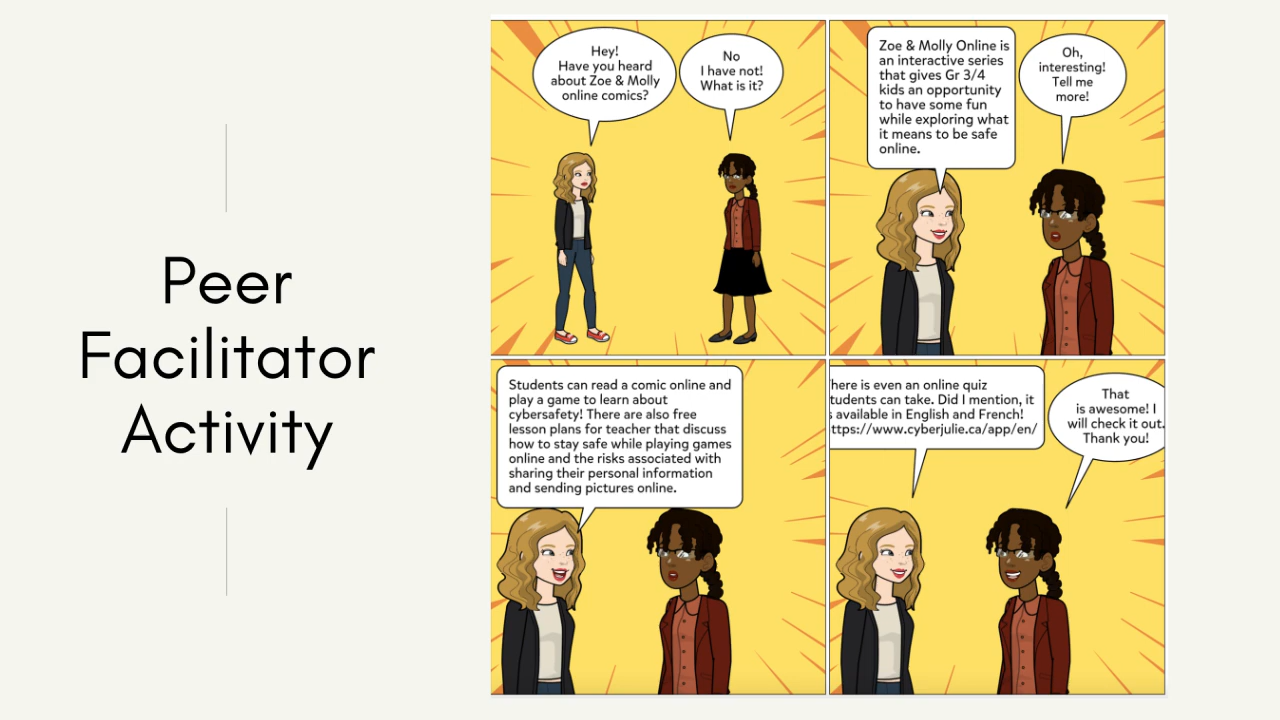 Peer
Facilitator
Activity
Hey!
Have you heard
about Zoe & Molly
online comics?
No
I have not!
What is it?
Zoe & Molly Online is
an interactive series
that gives Gr 3/4
kids an opportunity
to have some fun
while exploring what
it means to be safe
online.
Oh,
interesting!
Tell me
more!
Students can read a comic online and
play a game to learn about
cybersafety! There are also free
lesson plans for teacher that discuss
how to stay safe while playing games
online and the risks associated with
sharing their personal information
and sending pictures online.
here is even an online quiz
tudents can take. Did I mention, it
s available in English and French!
ttps://www.cyberjulie.ca/app/en/
That
is awesome! I
will check it out.
Thank you!